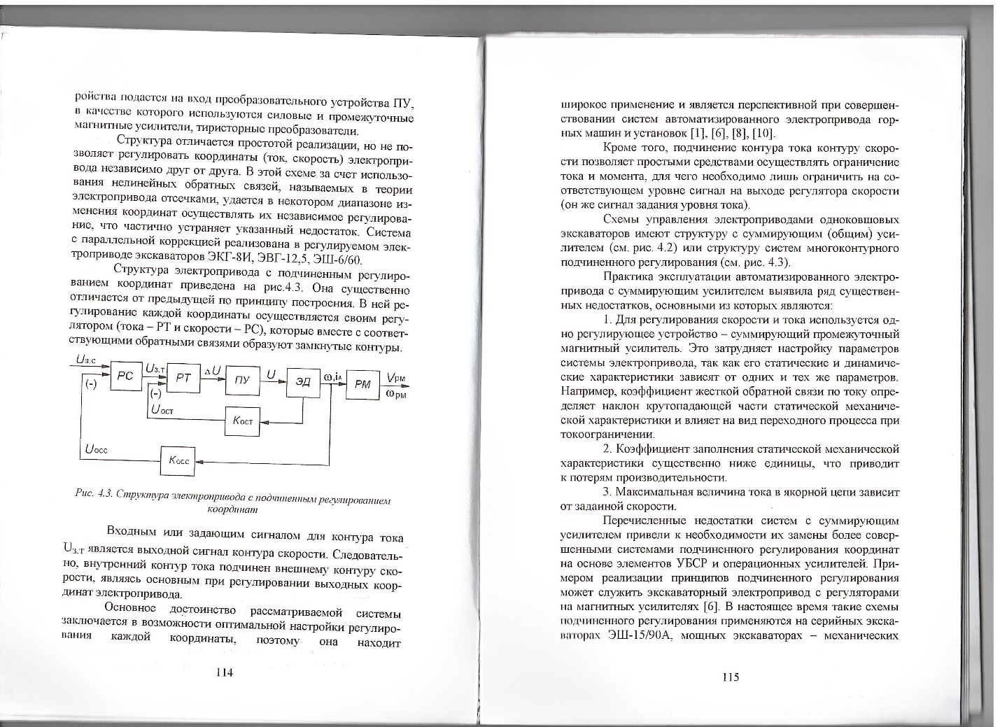 ройства подается на вход преобразовательного устройства ПУ,
в качестве которого используются силовые и промежуточные
магнитные усилители, тиристорные преобразователи.
Структура отличается простотой реализации, но не по-
зволяет регулировать координаты (ток, скорость) электропри-
вода независимо друг от друга. В этой схеме за счет использо-
вания нелинейных обратных связей, называемых в теории
электропривода отсечками, удается в некотором диапазоне из-
менения координат осуществлять их независимое регулирова-
ние, что частично устраняет указанный недостаток. Система
с параллельной коррекцией реализована в регулируемом элек-
троприводе экскаваторов ЭКГ-8И, ЭВГ-12,5, ЭШ-6/60.
Структура электропривода с подчиненным регулиро-
ванием координат приведена на рис.4.3. Она существенно
отличается от предыдущей по принципу построения. В ней ре-
гулирование каждой координаты осуществляется своим регу-
лятором (тока – РТ и скорости – РС), которые вместе с соответ-
ствующими обратными связями образуют замкнутые контуры.
Uз.с
РС
Uз.т
РТ
ΔU
ПУ
U
ЭД
ω,iя
РМ
Vрм
ωрм
(-)
(-)
Uост
Кост
Uосс
Косс
Рис. 4.3. Структура электропривода с подчиненным регулированием
координат
Входным или задающим сигналом для контура тока
Uз.т является выходной сигнал контура скорости. Следователь-
но, внутренний контур тока подчинен внешнему контуру ско-
рости, являясь основным при регулировании выходных коор-
динат электропривода.
Основное достоинство рассматриваемой системы
заключается в возможности оптимальной настройки регулиро-
вания каждой координаты, поэтому она находит
114
широкое применение и является перспективной при совершен-
ствовании систем автоматизированного электропривода гор-
ных машин и установок [1], [6], [8], [10].
Кроме того, подчинение контура тока контуру скоро-
сти позволяет простыми средствами осуществлять ограничение
тока и момента, для чего необходимо лишь ограничить на со-
ответствующем уровне сигнал на выходе регулятора скорости
(он же сигнал задания уровня тока).
Схемы управления электроприводами одноковшовых
экскаваторов имеют структуру с суммирующим (общим) уси-
лителем (см. рис. 4.2) или структуру систем многоконтурного
подчиненного регулирования (см. рис. 4.3).
Практика эксплуатации автоматизированного электро-
привода с суммирующим усилителем выявила ряд существен-
ных недостатков, основными из которых являются:
1. Для регулирования скорости и тока используется од-
но регулирующее устройство – суммирующий промежуточный
магнитный усилитель. Это затрудняет настройку параметров
системы электропривода, так как его статические и динамиче-
ские характеристики зависят от одних и тех же параметров.
Например, коэффициент жесткой обратной связи по току опре-
деляет наклон крутопадающей части статической механиче-
ской характеристики и влияет на вид переходного процесса при
токоограничении.
2. Коэффициент заполнения статической механической
характеристики существенно ниже единицы, что приводит
к потерям производительности.
3. Максимальная величина тока в якорной цепи зависит
от заданной скорости.
Перечисленные недостатки систем с суммирующим
усилителем привели к необходимости их замены более совер-
шенными системами подчиненного регулирования координат
на основе элементов УБСР и операционных усилителей. При-
мером реализации принципов подчиненного регулирования
может служить экскаваторный электропривод с регуляторами
на магнитных усилителях [6]. В настоящее время такие схемы
подчиненного регулирования применяются на серийных экска-
ваторах ЭШ-15/90А, мощных экскаваторах – механических
115